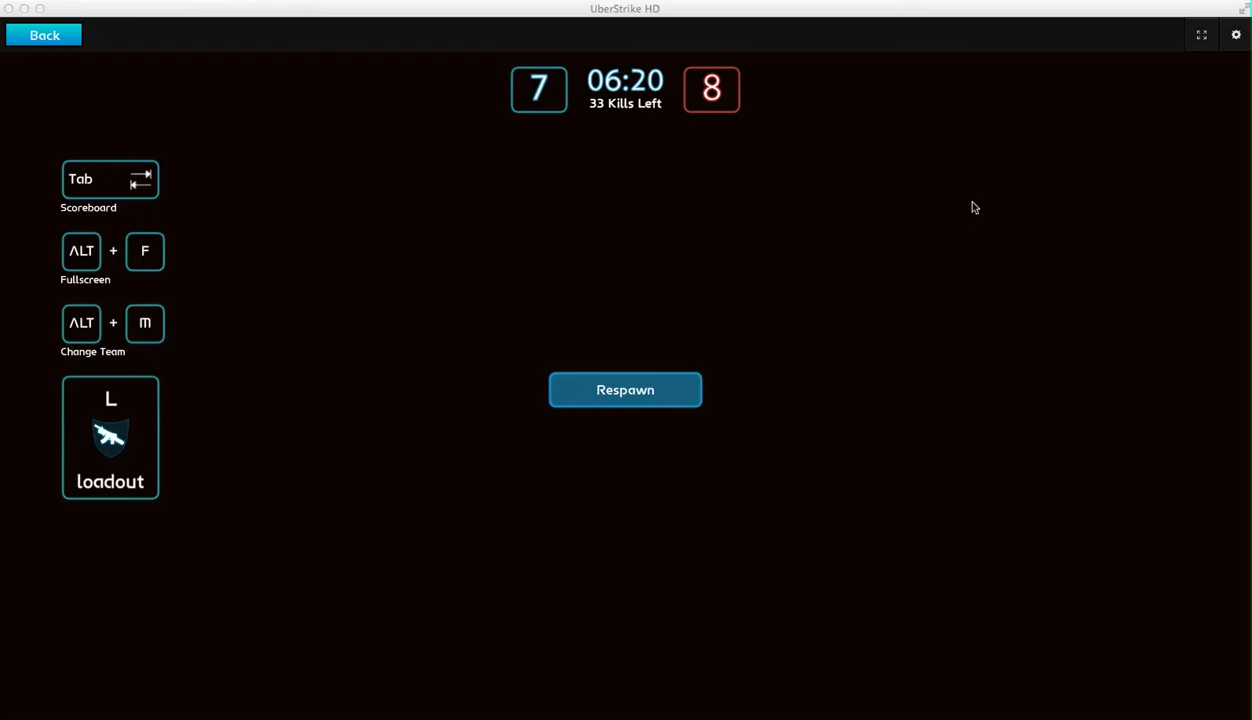 UberStrike HD
Back
7
06:20
8
33 Kills Left
Tab
Scoreboard
ALT + F
Fullscreen
ALT + M
Change Team
Respawn
L
loadout